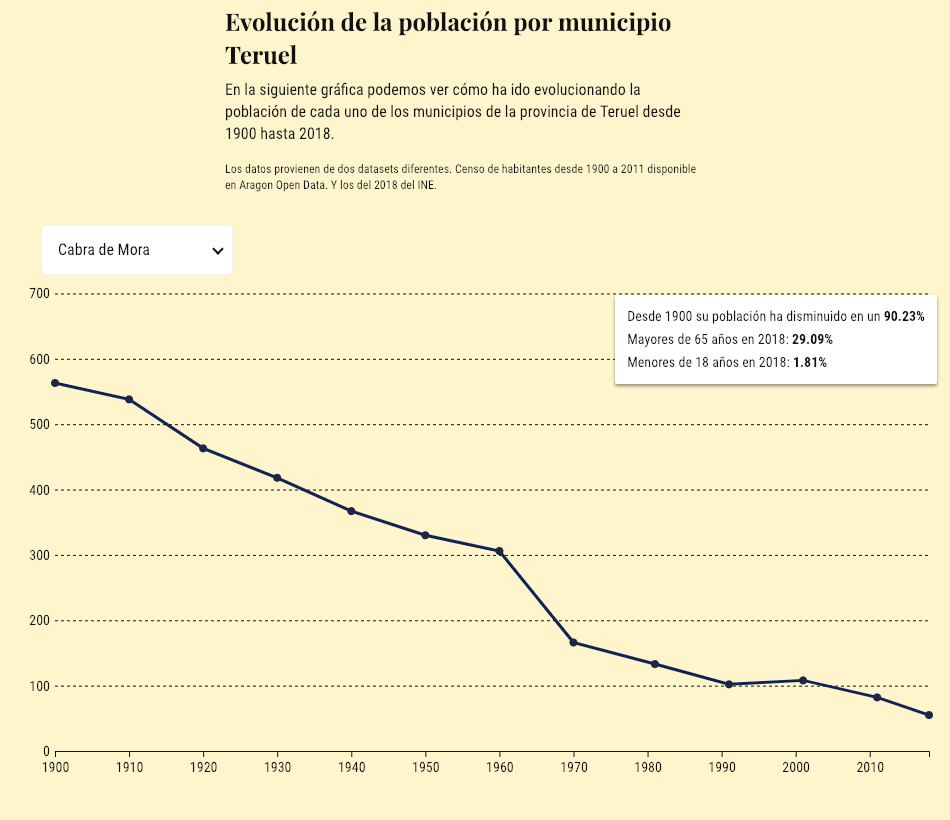 Evolución de la población por municipio
Teruel
En la siguiente gráfica podemos ver cómo ha ido evolucionando la
población de cada uno de los municipios de la provincia de Teruel desde
1900 hasta 2018.
Los datos provienen de dos datasets diferentes. Censo de habitantes desde 1900 a 2011 disponible
en Aragon Open Data. Y los del 2018 del INE.
Cabra de Mora
700
Desde 1900 su población ha disminuido en un 90.23%
Mayores de 65 años en 2018: 29.09%
Menores de 18 años en 2018: 1.81%
600
500
400
300
200
100
0
1900 1910 1920 1930 1940 1950 1960 1970 1980 1990 2000 2010